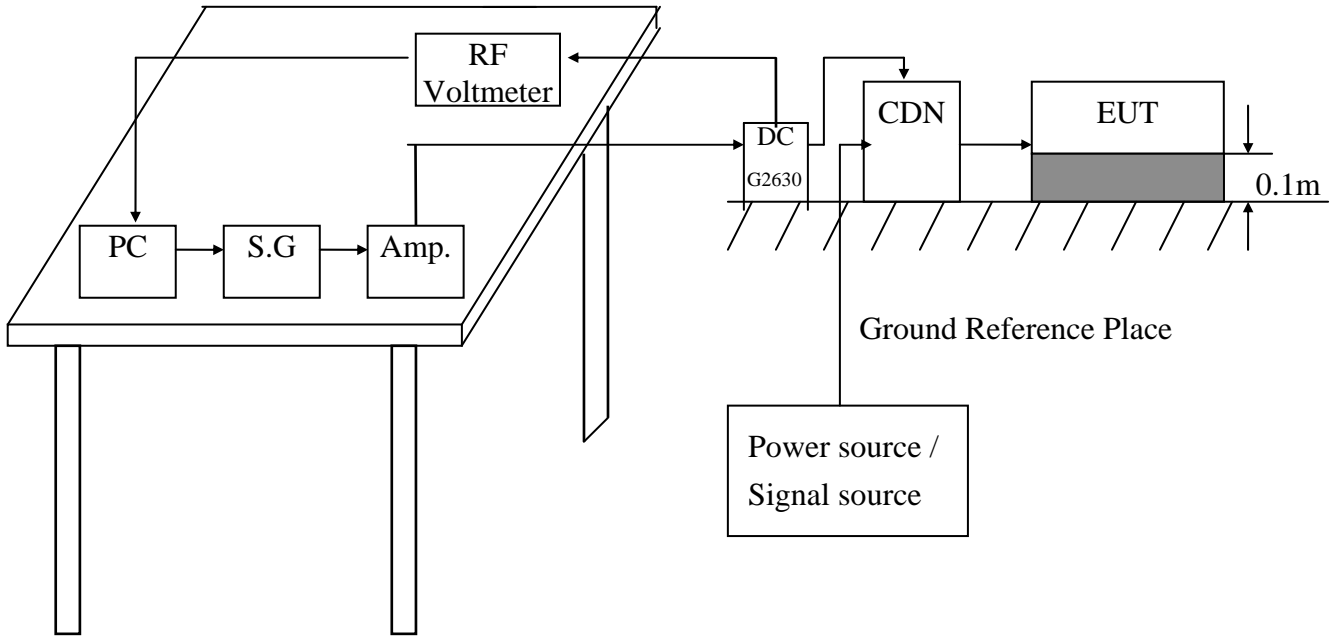 RF
Voltmeter
DC
G2630
CDN
EUT
0.1m
PC
S.G
Amp.
Ground Reference Place
Power source /
Signal source